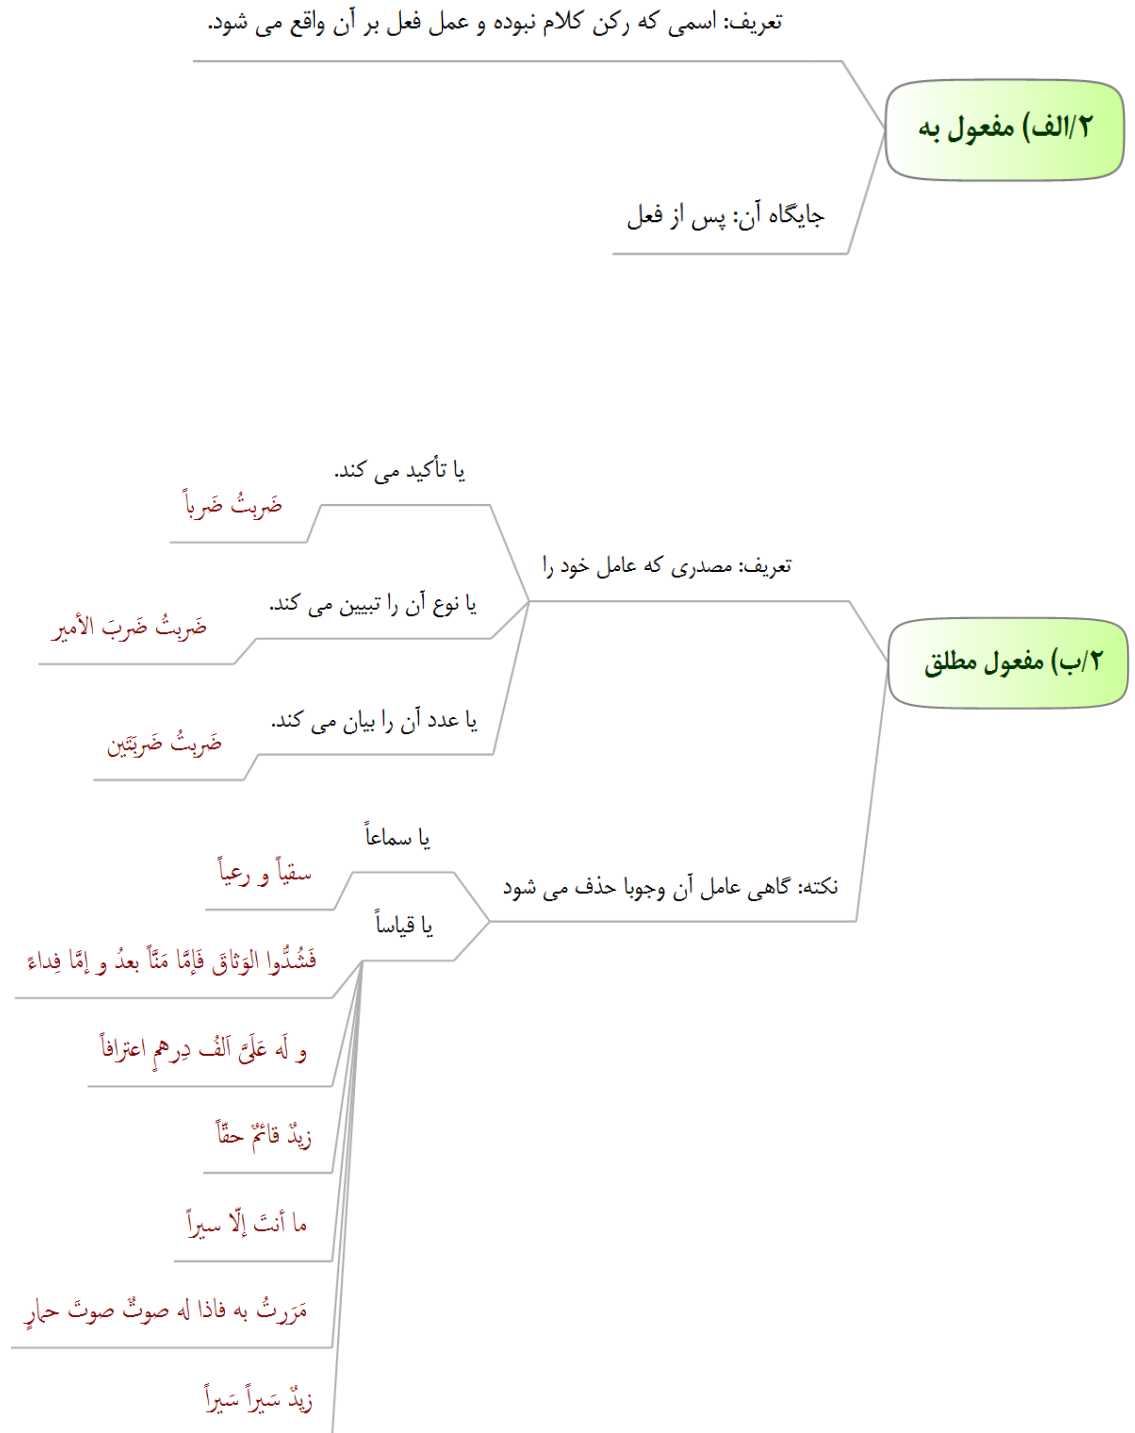 ۲/الف) مفعول به
تعریف: اسمی که رکن کلام نبوده و عمل فعل بر آن واقع می شود.
جایگاه آن: پس از فعل
۲/ب) مفعول مطلق
تعریف: مصدری که عامل خود را
یا تأکید می کند.
ضَربتُ ضَرباً
یا نوع آن را تبیین می کند.
ضَربتُ ضَربَ الأمیر
یا عدد آن را بیان می کند.
ضَربتُ ضَربَتَین
نکته: گاهی عامل آن وجوبا حذف می شود
یا سماعاً
سقیاً و رعیاً
یا قیاساً
فَشُدُّوا الوَثاقَ فَإمَّا مَنَّاً بعدُ و إمَّا فِداءً
و لَه عَلَیَّ اَلفُ دِرهمٍ اعترافاً
زیدٌ قائمٌ حقّاً
ما أنتَ إلّا سیراً
مَرَرتُ به فاذا له صوتٌ صوتَ حمارٍ
زیدٌ سَیراً سَیراً